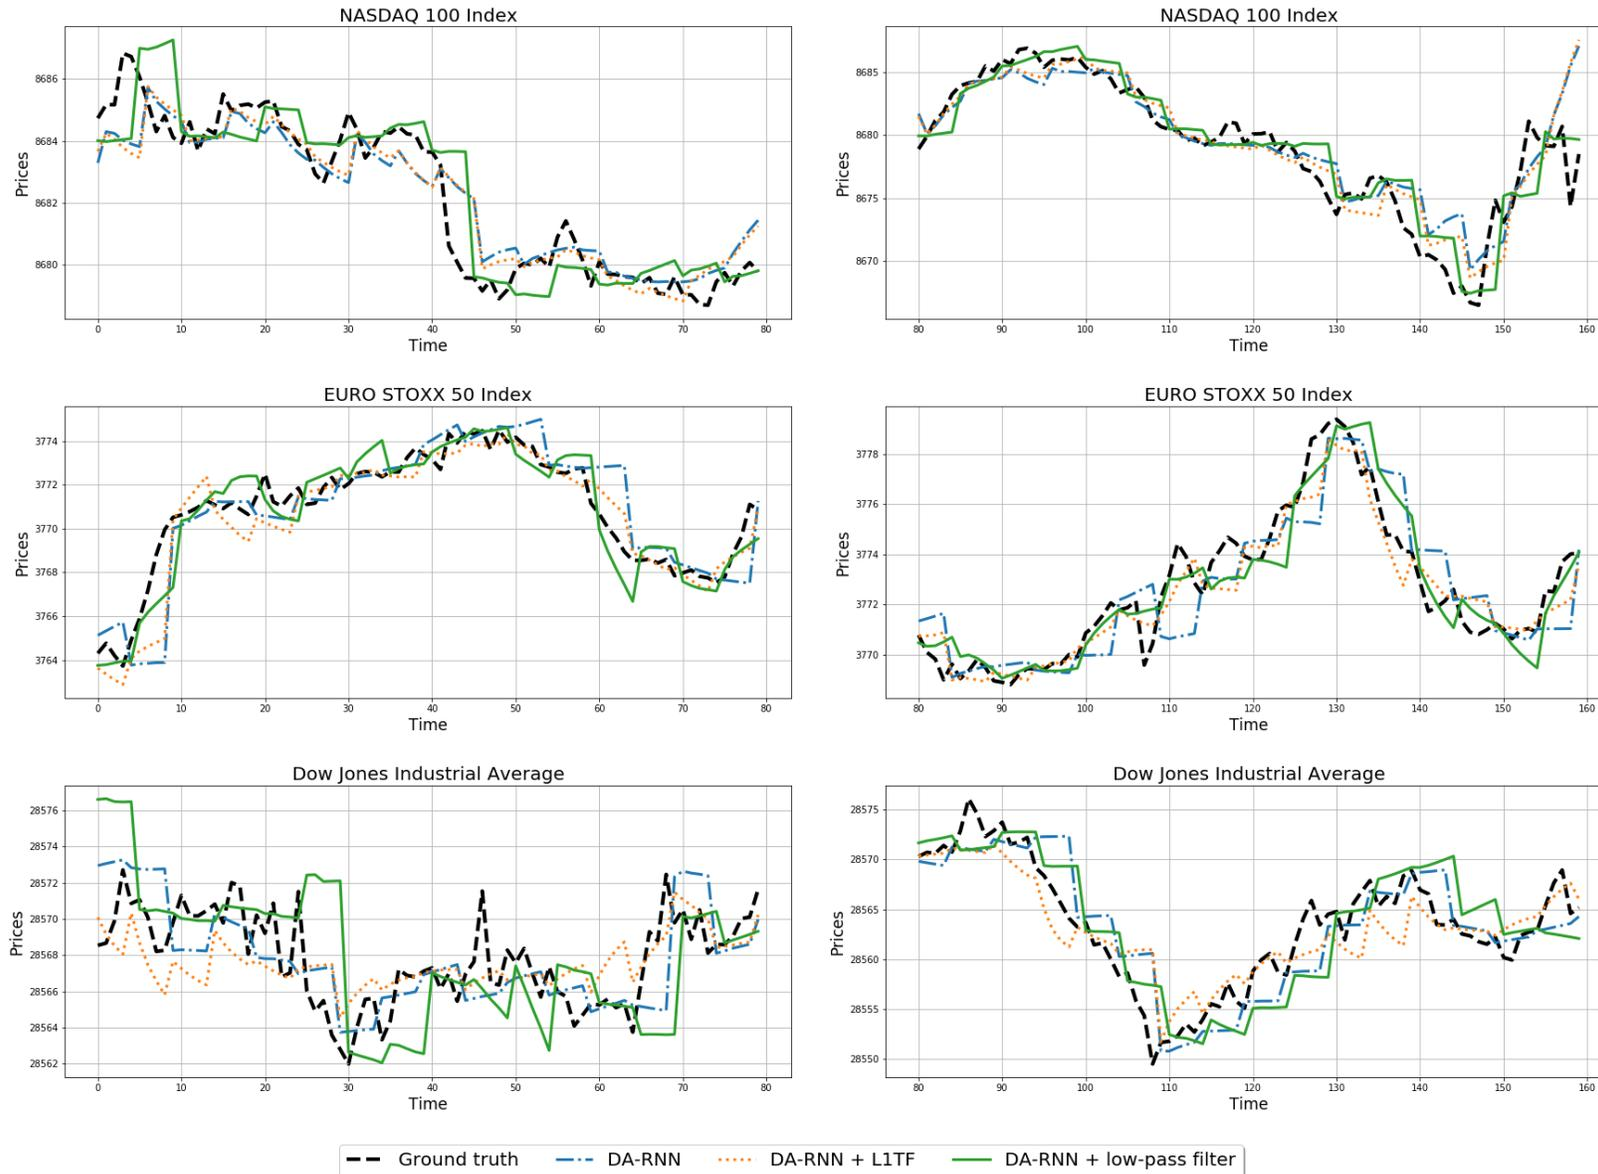 NASDAQ 100 Index
Prices
8686
8684
8682
8680
0 10 20 30 40 50 60 70 80
Time
NASDAQ 100 Index
Prices
8685
8680
8675
8670
80 90 100 110 120 130 140 150 160
Time
EURO STOXX 50 Index
Prices
3774
3772
3770
3768
3766
3764
0 10 20 30 40 50 60 70 80
Time
EURO STOXX 50 Index
Prices
3778
3776
3774
3772
3770
80 90 100 110 120 130 140 150 160
Time
Dow Jones Industrial Average
Prices
28576
28574
28572
28570
28568
28566
28564
28562
0 10 20 30 40 50 60 70 80
Time
Dow Jones Industrial Average
Prices
28575
28570
28565
28560
28555
28550
80 90 100 110 120 130 140 150 160
Time
Ground truth DA-RNN DA-RNN + L1TF DA-RNN + low-pass filter